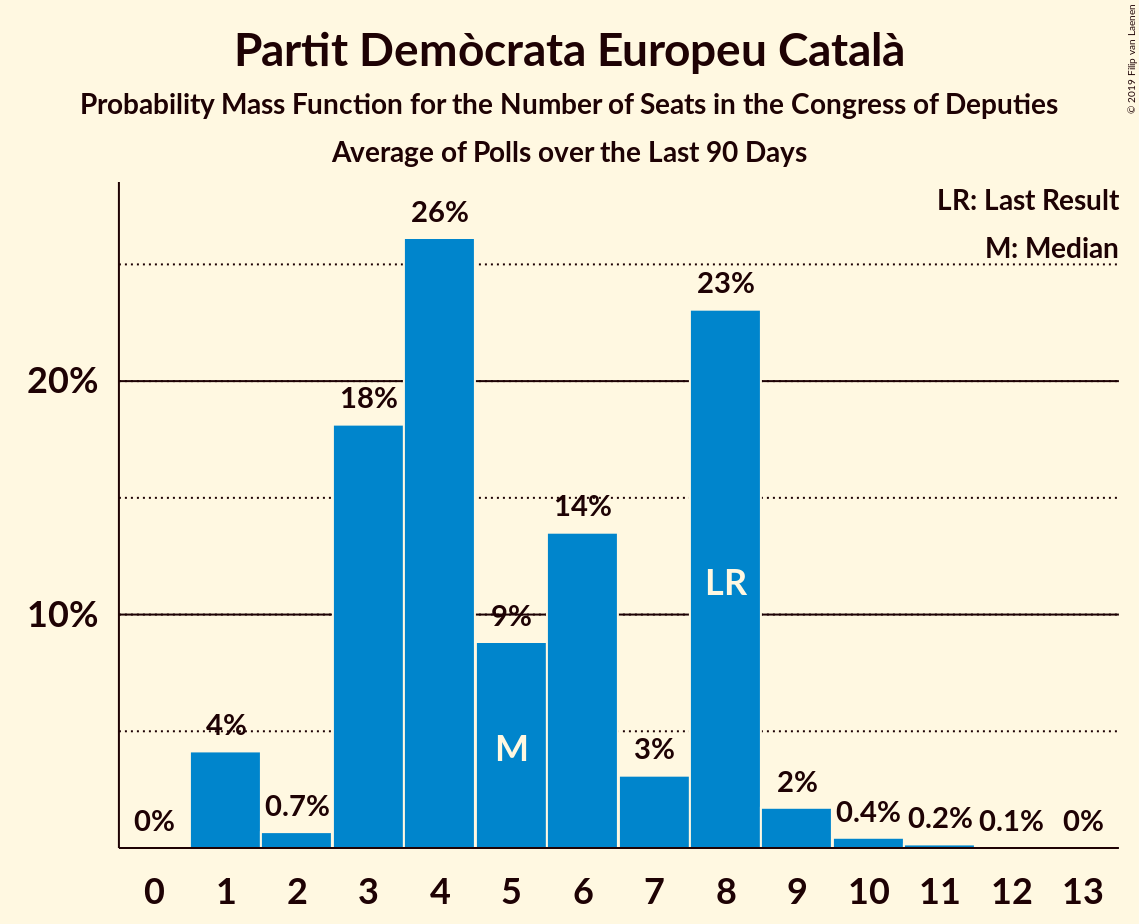 Partit Demòcrata Europeu Català
Probability Mass Function for the Number of Seats in the Congress of Deputies
Average of Polls over the Last 90 Days
© 2019 Filip van Laenen
LR: Last Result
M: Median
26%
23%
20%
18%
14%
LR
10%
9%
M
4%
3%
2%
0%
0.7%
0.4%
0.2%
0.1%
0%
0 1 2 3 4 5 6 7 8 9 10 11 12 13